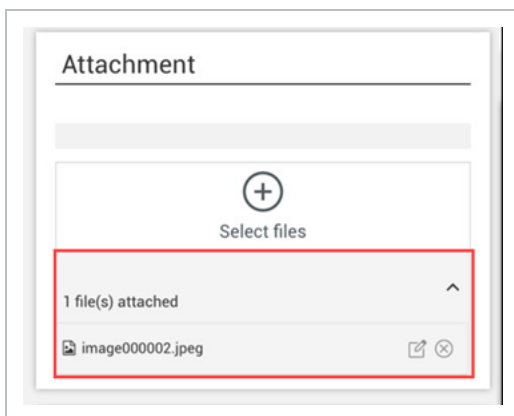 Attachment
Select files
1 file(s) attached
image000002.jpeg